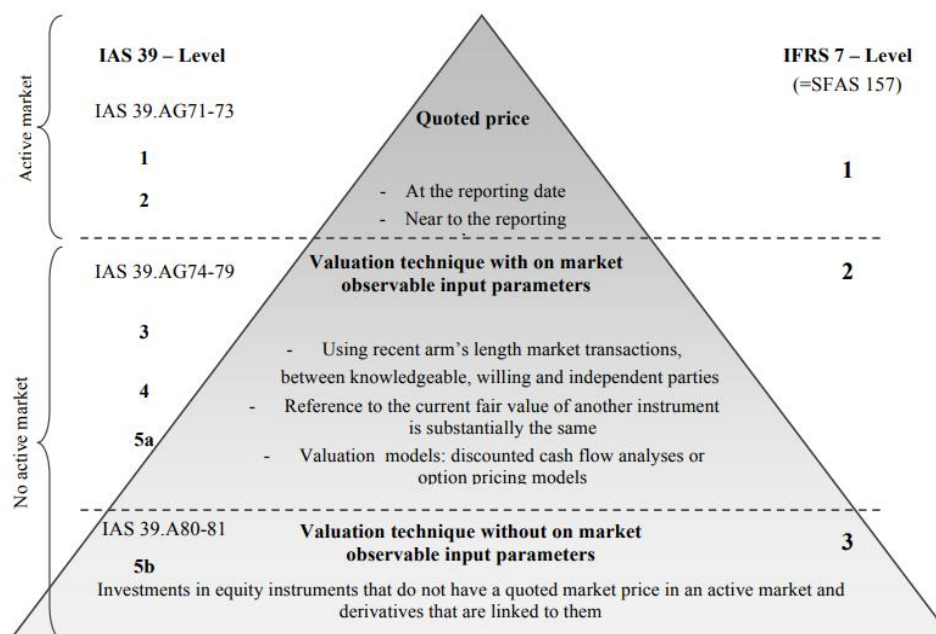 IAS 39 – Level
IFRS 7 – Level
(=SFAS 157)
Active market
IAS 39.AG71-73
Quoted price
1
1
2
- At the reporting date
- Near to the reporting
IAS 39.AG74-79
Valuation technique with on market
observable input parameters
2
No active market
3
- Using recent arm's length market transactions,
between knowledgeable, willing and independent parties
4
- Reference to the current fair value of another instrument
is substantially the same
5a
- Valuation models: discounted cash flow analyses or
option pricing models
IAS 39.A80-81
Valuation technique without on market
observable input parameters
3
5b
Investments in equity instruments that do not have a quoted market price in an active market and
derivatives that are linked to them